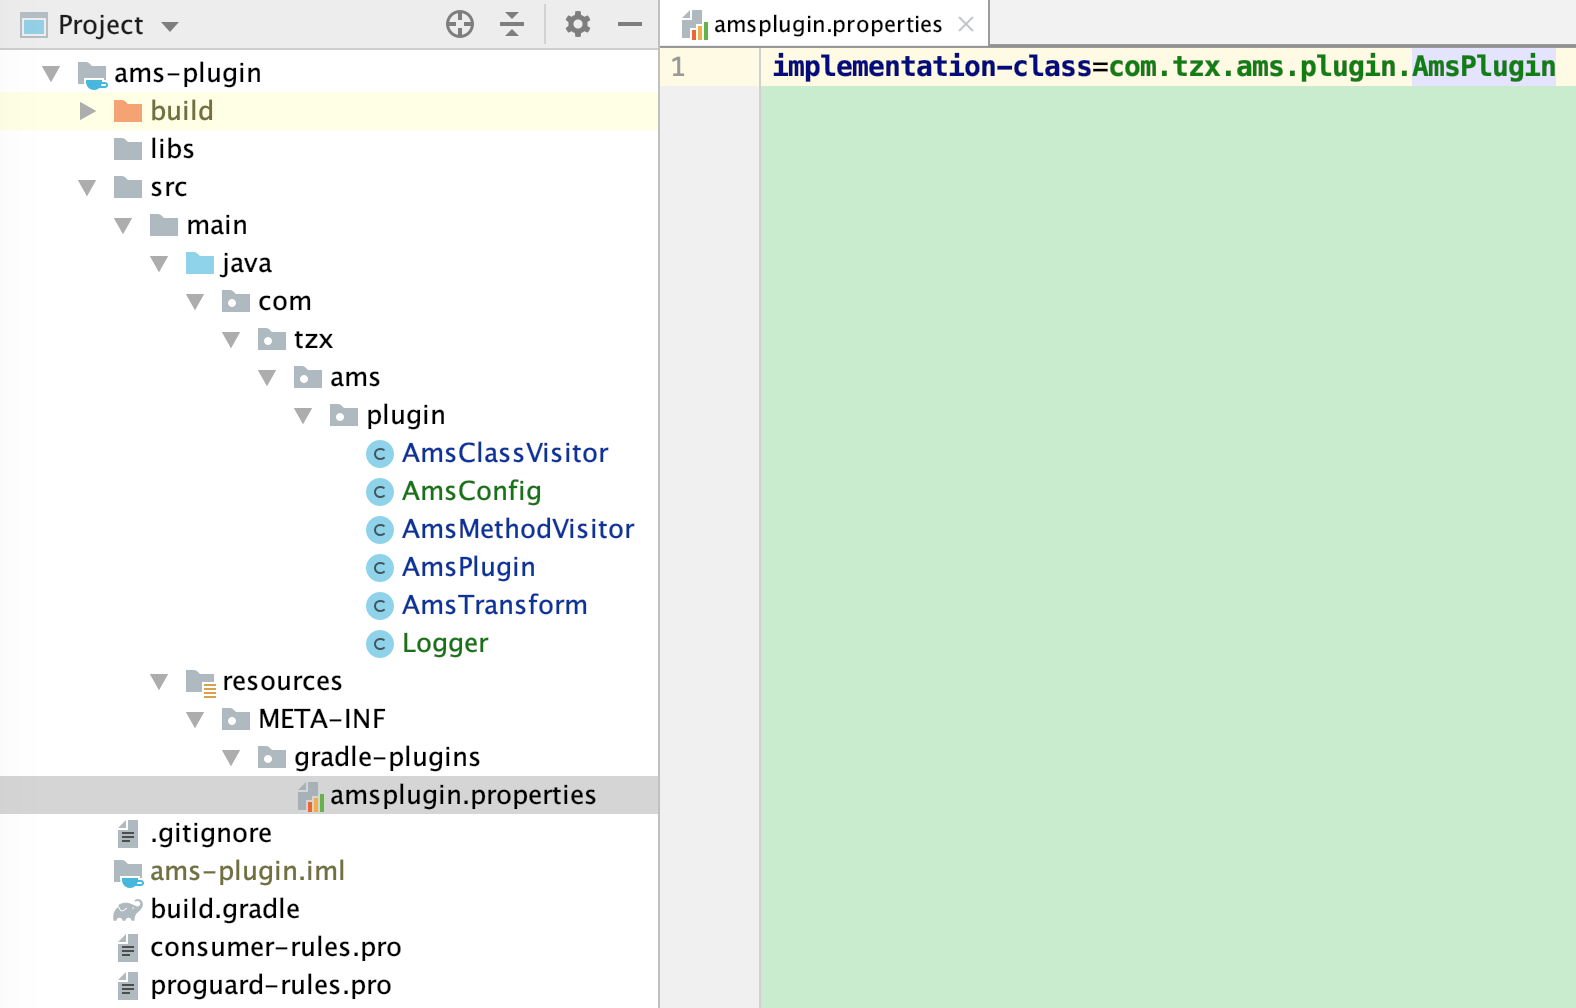 Project
ams-plugin
build
libs
src
main
java
com
tzx
ams
plugin
AmsClassVisitor
AmsConfig
AmsMethodVisitor
AmsPlugin
AmsTransform
Logger
resources
META-INF
gradle-plugins
amsplugin.properties
.gitignore
ams-plugin.iml
build.gradle
consumer-rules.pro
proguard-rules.pro
amsplugin.properties
1 implementation-class=com.tzx.ams.plugin.AmsPlugin